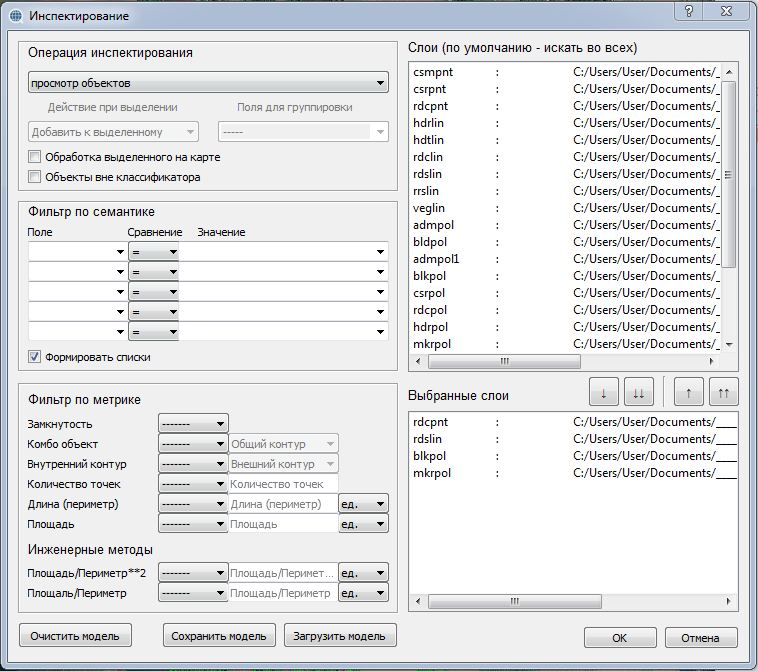 Инспектирование
Операция инспектирования
просмотр объектов
Действие при выделении Поля для группировки
Добавить к выделенному -----
Обработка выделенного на карте
Объекты вне классификатора
Фильтр по семантике
Поле Сравнение Значение
=
=
=
=
=
Формировать списки
Фильтр по метрике
Замкнутость -------
Комбо объект ------- Общий контур
Внутренний контур ------- Внешний контур
Количество точек ------- Количество точек
Длина (периметр) ------- Длина (периметр) ед.
Площадь ------- Площадь ед.
Инженерные методы
Площадь/Периметр**2 ------- Площадь/Перимет... ед.
Площаль/Периметр ------- Площадь/Периметр ед.
Очистить модель Сохранить модель Загрузить модель
Слои (по умолчанию - искать во всех)
csmpnt : C:/Users/User/Documents/_
csrpnt : C:/Users/User/Documents/_
rdcpnt : C:/Users/User/Documents/_
hdrlin : C:/Users/User/Documents/_
hdtlin : C:/Users/User/Documents/_
rdclin : C:/Users/User/Documents/_
rdslin : C:/Users/User/Documents/_
rrslin : C:/Users/User/Documents/_
veglin : C:/Users/User/Documents/_
admpol : C:/Users/User/Documents/_
bldpol : C:/Users/User/Documents/_
admpol1 : C:/Users/User/Documents/_
blkpol : C:/Users/User/Documents/_
csrpol : C:/Users/User/Documents/_
rdcpol : C:/Users/User/Documents/_
hdrpol : C:/Users/User/Documents/_
mkrpol : C:/Users/User/Documents/_
Выбранные слои ↓ ↓↓ ↑ ↑↑
rdcpnt : C:/Users/User/Documents/___
rdslin : C:/Users/User/Documents/___
blkpol : C:/Users/User/Documents/___
mkrpol : C:/Users/User/Documents/___
OK Отмена